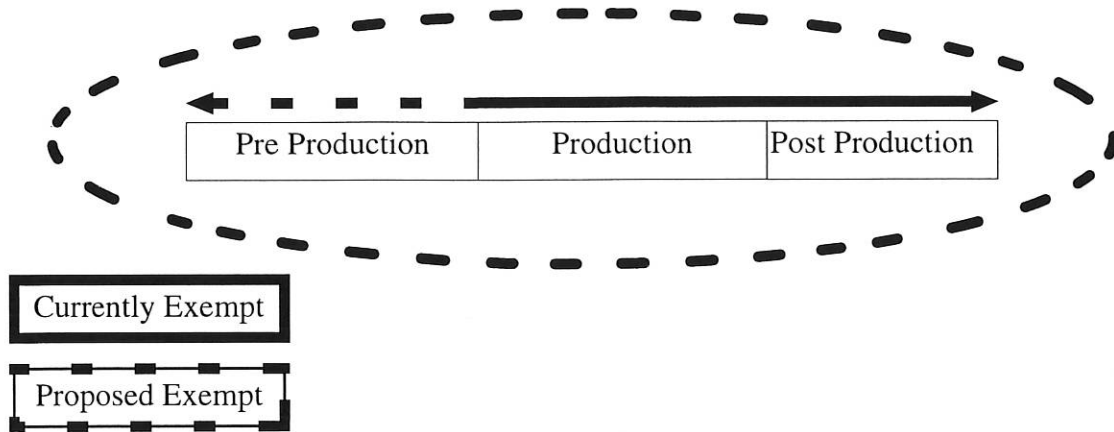 Pre Production Production Post Production
Currently Exempt
Proposed Exempt